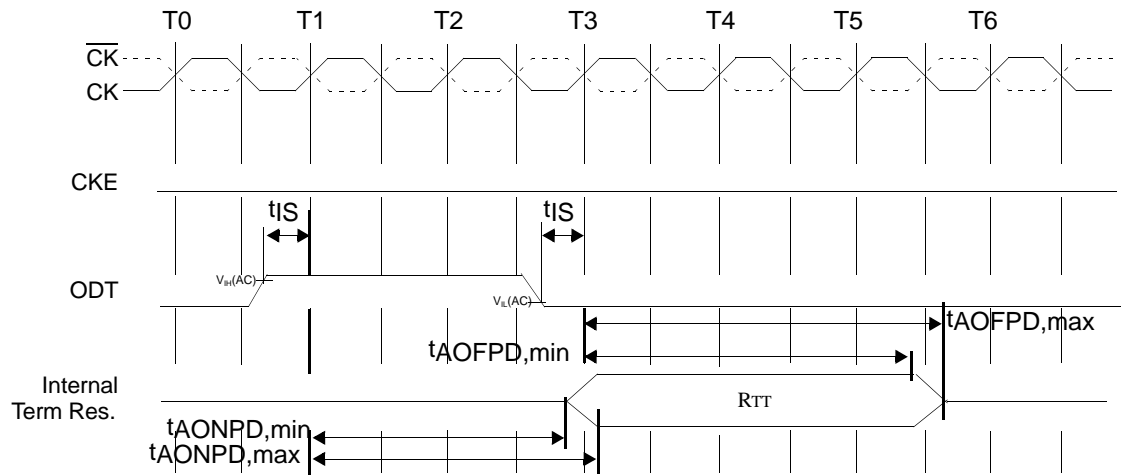 T0 T1 T2 T3 T4 T5 T6
CK
CK
CKE
tIS tIS
VIH(AC)
ODT
VIL(AC)
tAOFPD,max
tAOFPD,min
Internal
Term Res.
RTT
tAONPD,min
tAONPD,max